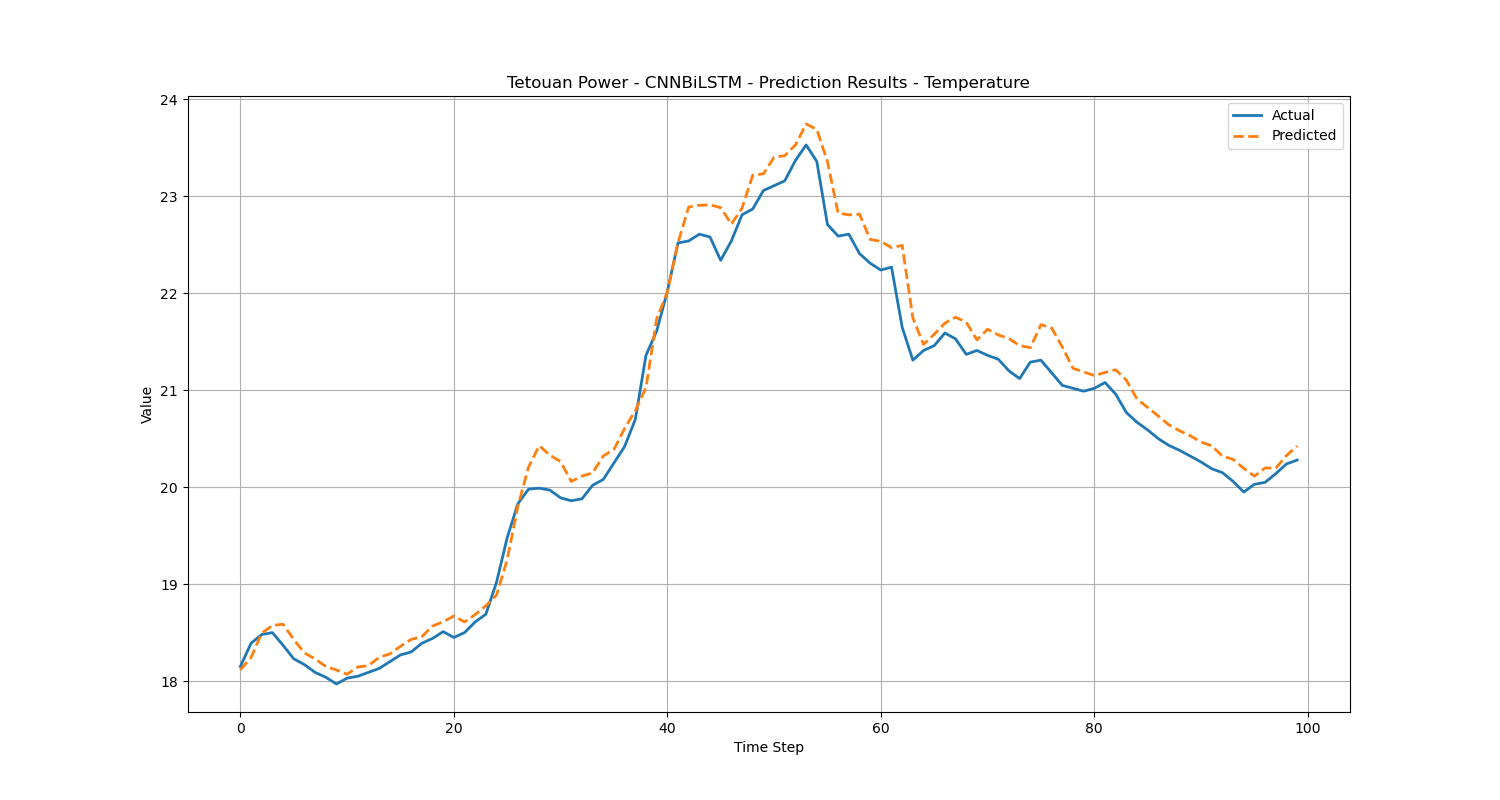 Tetouan Power - CNNBiLSTM - Prediction Results - Temperature
Actual
Predicted
24
23
22
21
20
19
18
Value
0 20 40 60 80 100
Time Step